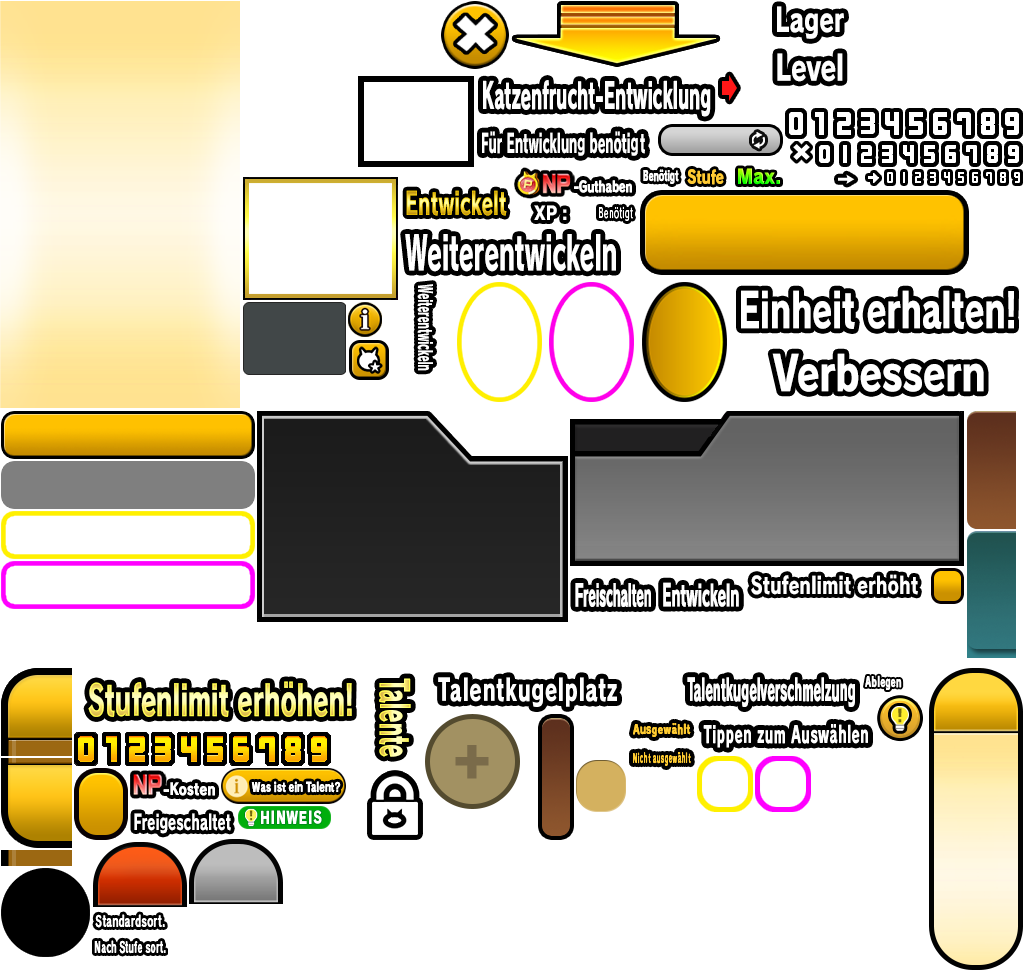 Lager
Level
Katzenfrucht-Entwicklung
Für Entwicklung benötigt
0123456789
×0123456789
0123456789
Benötigt
Stufe
Max.
NP-Guthaben
Entwickelt
XP:
Benötigt
Weiterentwickeln
Weiterentwickeln
Einheit erhalten!
Verbessern
Freischalten
Entwickeln
Stufenlimit erhöht
Stufenlimit erhöhen!
0123456789
Talente
Talentkugelplatz
Talentkugelverschmelzung
Ablegen
Ausgewählt
Tippen zum Auswählen
Nicht ausgewählt
NP-Kosten
Was ist ein Talent?
Freigeschaltet
HINWEIS
Standardsort.
Nach Stufe sort.